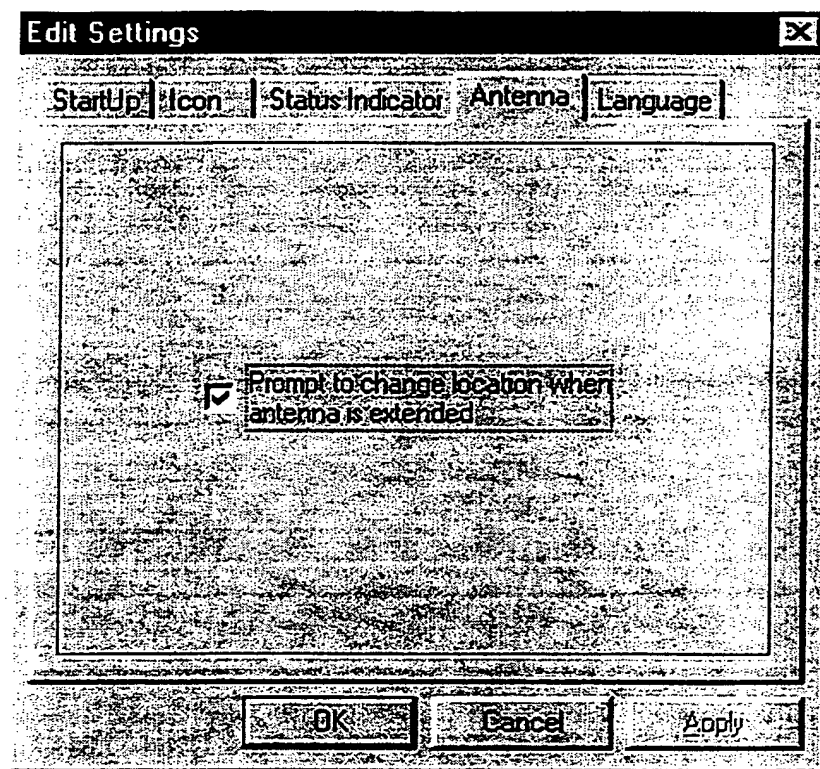 Edit Settings
StartUp Icon Status Indicator Antenna Language
Prompt to change location when
antenna is extended
OK Cancel Apply